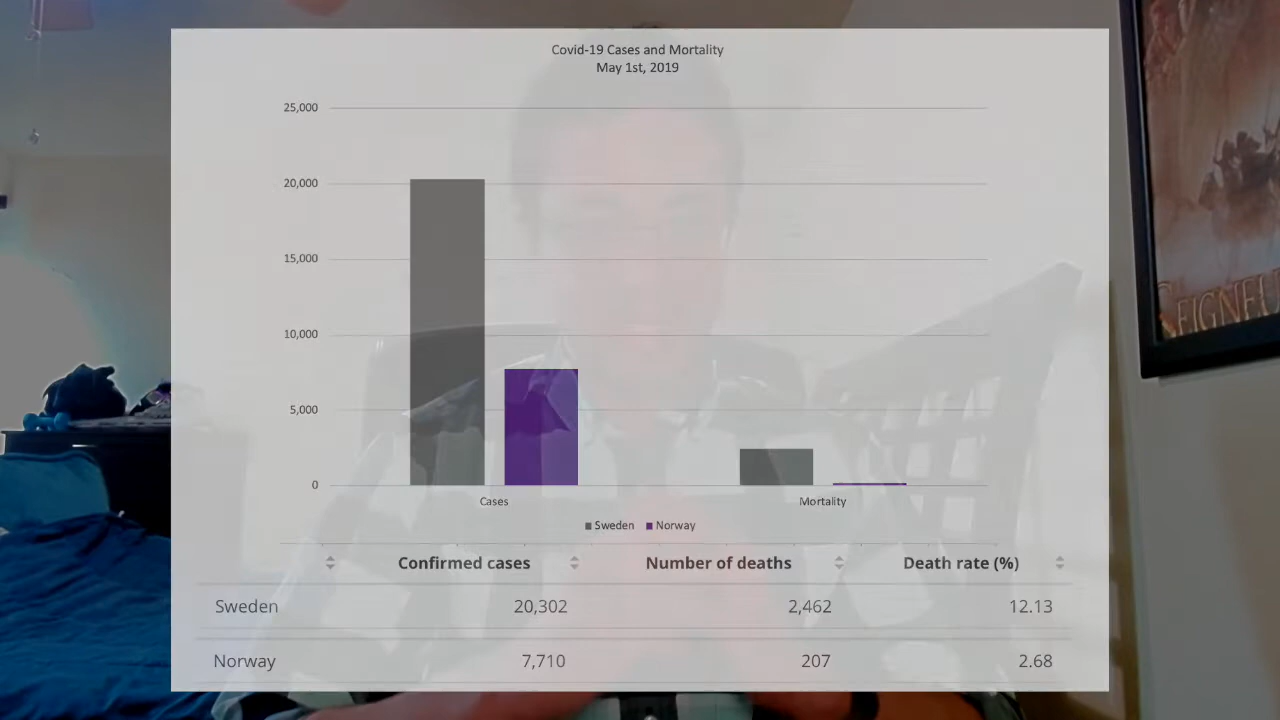 Covid-19 Cases and Mortality
May 1st, 2019
25,000
20,000
15,000
10,000
5,000
0
Cases Mortality
Sweden Norway
Confirmed cases Number of deaths Death rate (%)
Sweden 20,302 2,462 12.13
Norway 7,710 207 2.68
EIGNEU